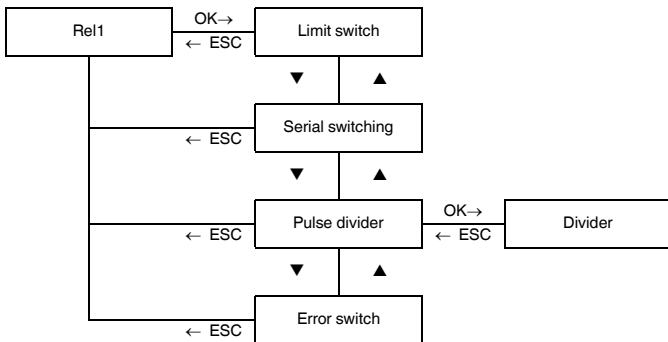 Rel1
OK→
← ESC
Limit switch
▼ ▲
← ESC
Serial switching
▼ ▲
← ESC
Pulse divider
OK→
← ESC
Divider
▼ ▲
← ESC
Error switch